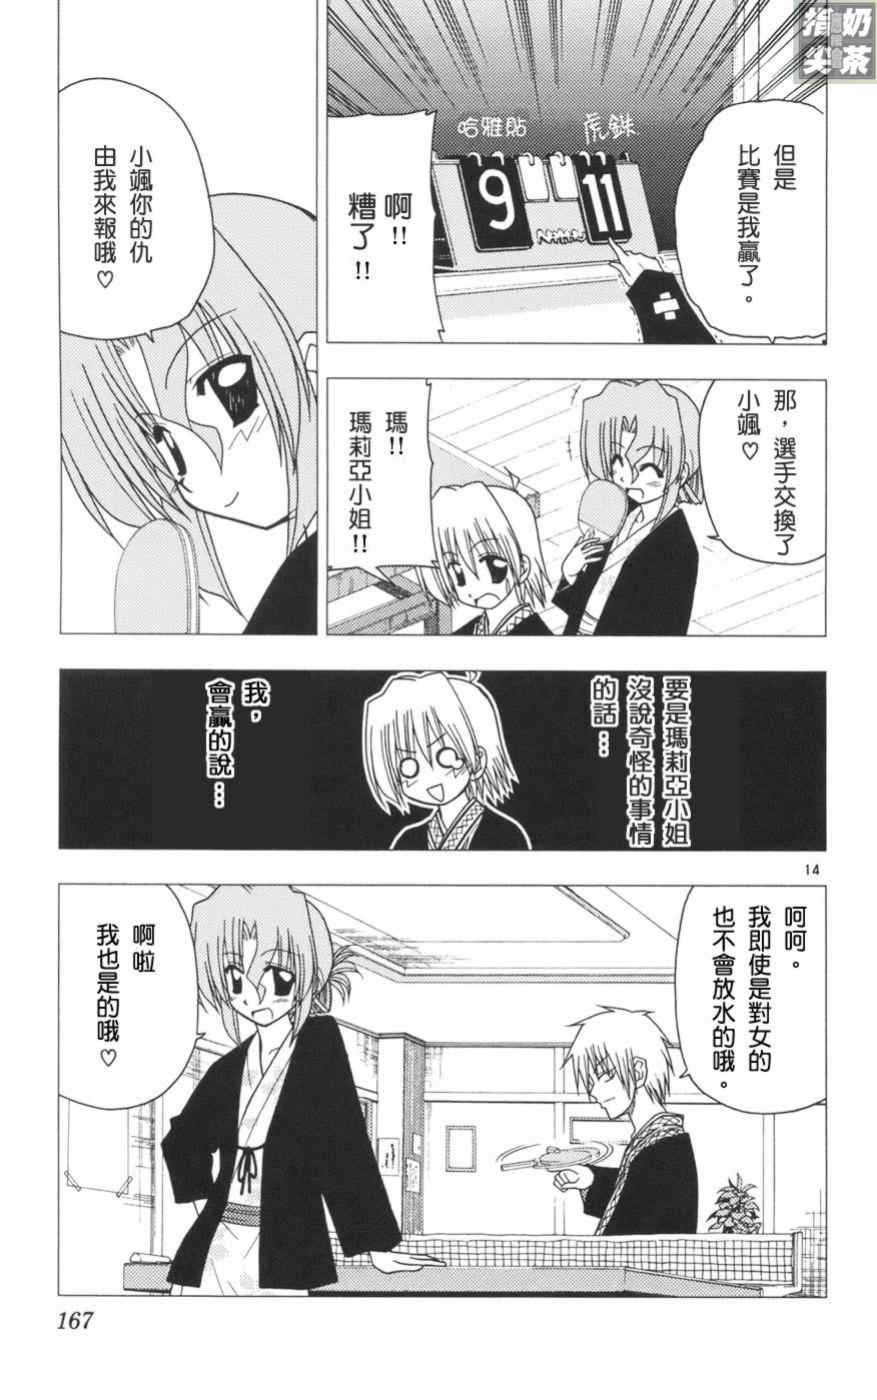 指奶
尖茶
但是
比賽是我贏了。
哈雅貼
虎鉄
9
11
啊!!
糟了!!
小颯你的仇
由我來報哦♡
那,選手交換了
小颯♡
瑪!!
瑪莉亞小姐!!
要是瑪莉亞小姐
沒說奇怪的事情
的話…
我,
會贏的說…
14
呵呵。
我即使是對女的
也不會放水的哦。
啊啦
我也是的哦♡
167